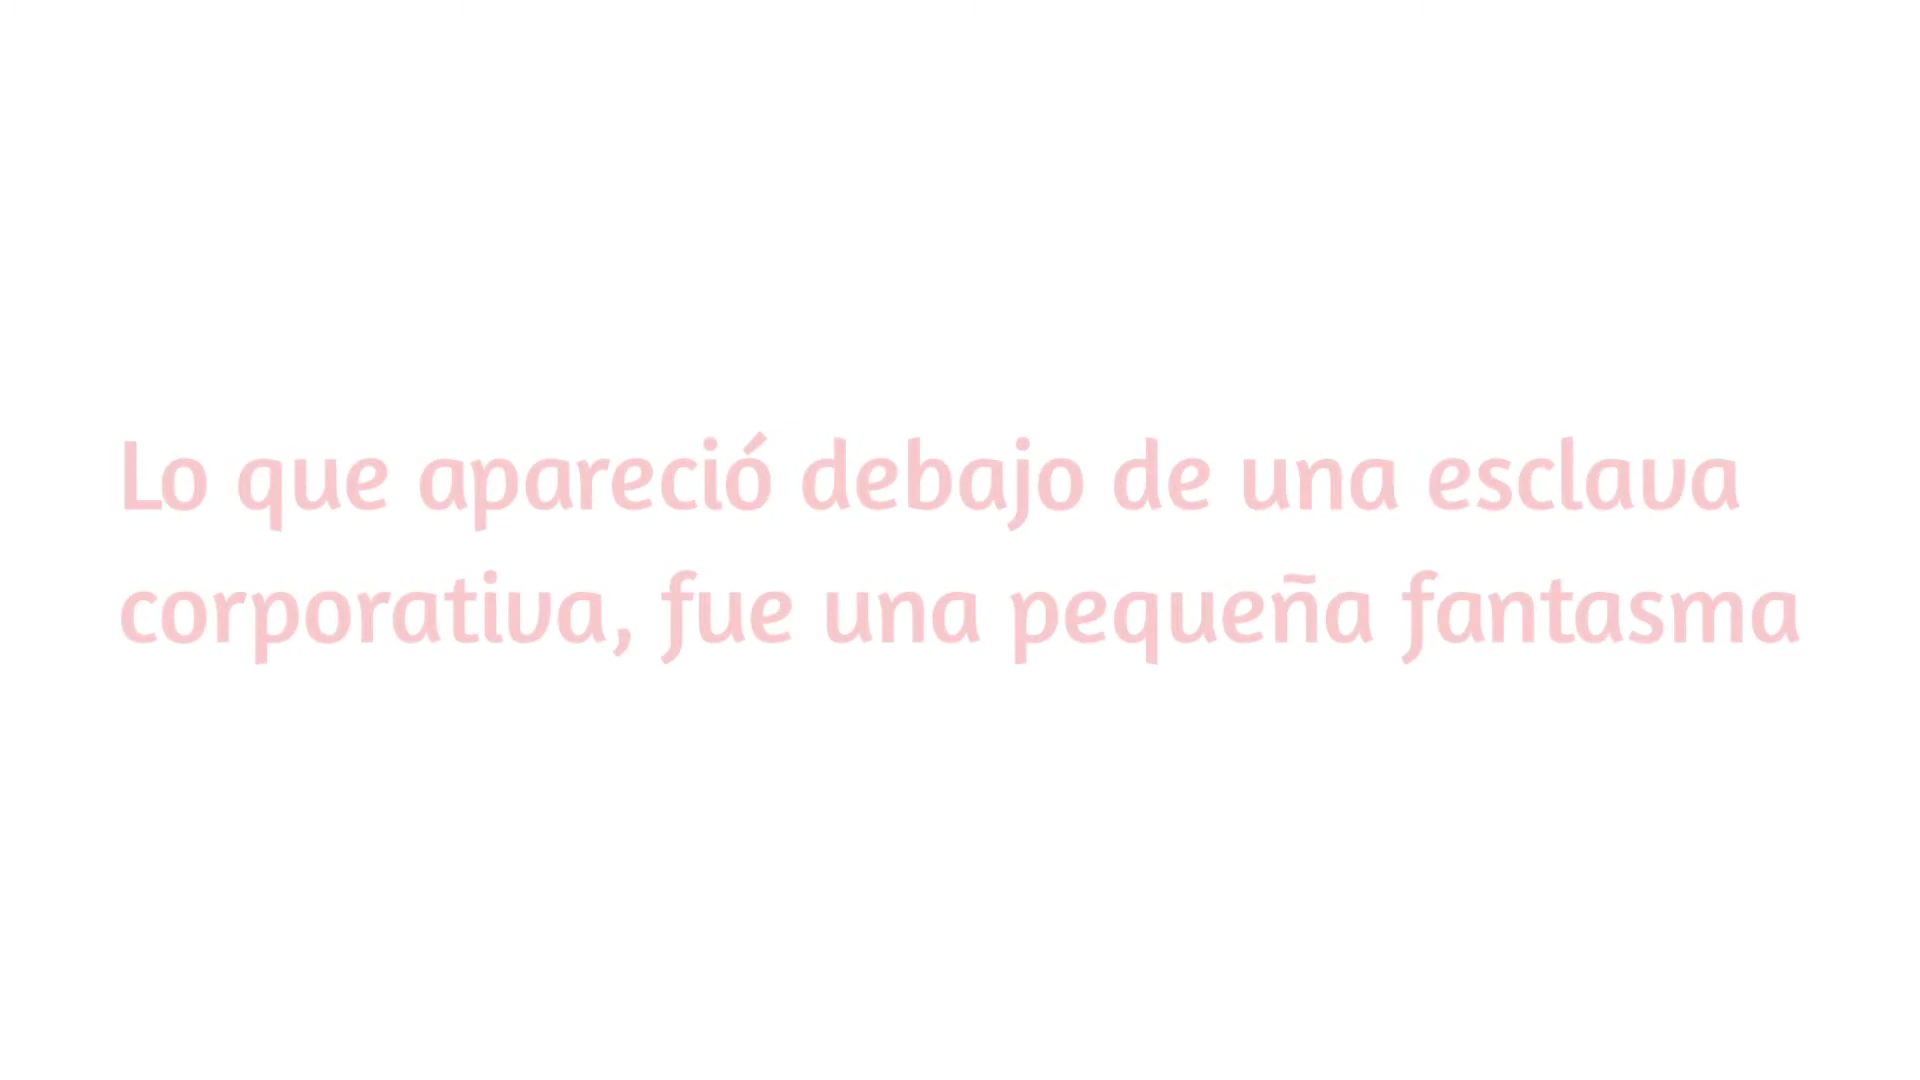 Lo que apareció debajo de una esclava
corporativa, fue una pequeña fantasma